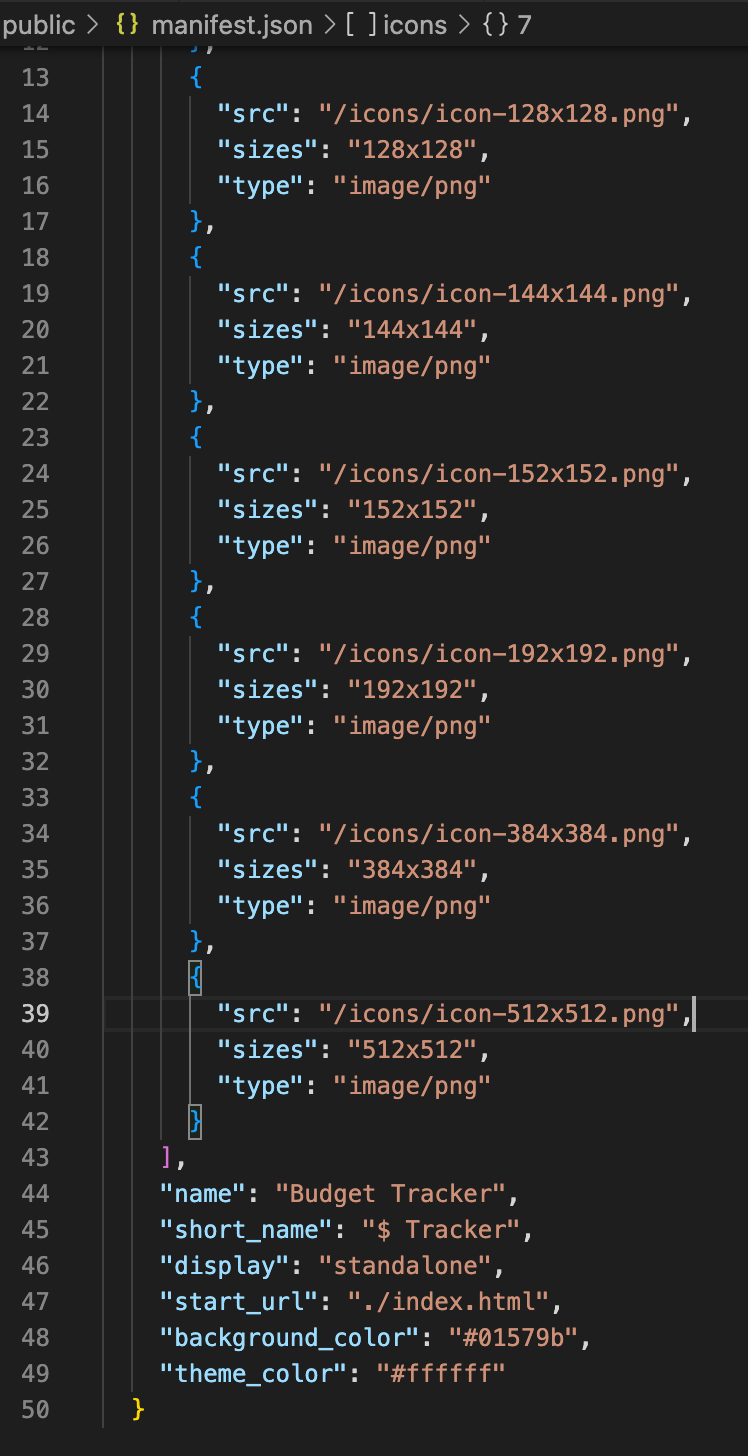 public > {} manifest.json > [ ] icons > {} 7
12 },
13 {
14 "src": "/icons/icon-128x128.png",
15 "sizes": "128x128",
16 "type": "image/png"
17 },
18 {
19 "src": "/icons/icon-144x144.png",
20 "sizes": "144x144",
21 "type": "image/png"
22 },
23 {
24 "src": "/icons/icon-152x152.png",
25 "sizes": "152x152",
26 "type": "image/png"
27 },
28 {
29 "src": "/icons/icon-192x192.png",
30 "sizes": "192x192",
31 "type": "image/png"
32 },
33 {
34 "src": "/icons/icon-384x384.png",
35 "sizes": "384x384",
36 "type": "image/png"
37 },
38 {
39 "src": "/icons/icon-512x512.png",
40 "sizes": "512x512",
41 "type": "image/png"
42 }
43 ],
44 "name": "Budget Tracker",
45 "short_name": "$ Tracker",
46 "display": "standalone",
47 "start_url": "./index.html",
48 "background_color": "#01579b",
49 "theme_color": "#ffffff"
50 }